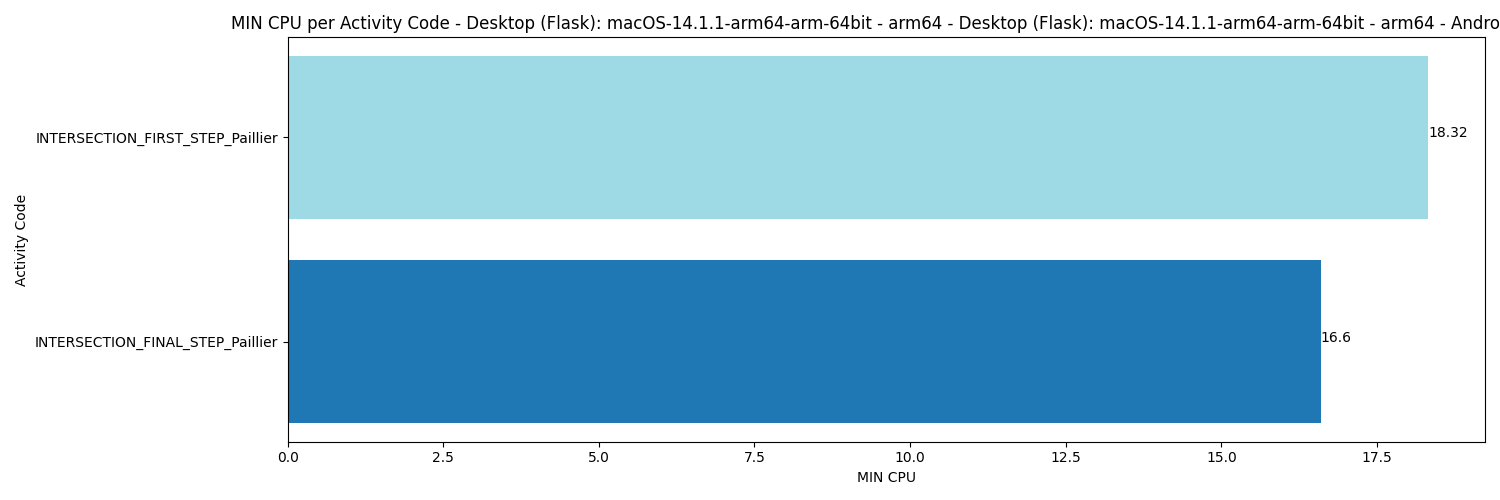 MIN CPU per Activity Code - Desktop (Flask): macOS-14.1.1-arm64-arm-64bit - arm64 - Desktop (Flask): macOS-14.1.1-arm64-arm-64bit - arm64 - Andro
INTERSECTION_FIRST_STEP_Paillier
18.32
Activity Code
INTERSECTION_FINAL_STEP_Paillier
16.6
0.0 2.5 5.0 7.5 10.0 12.5 15.0 17.5
MIN CPU